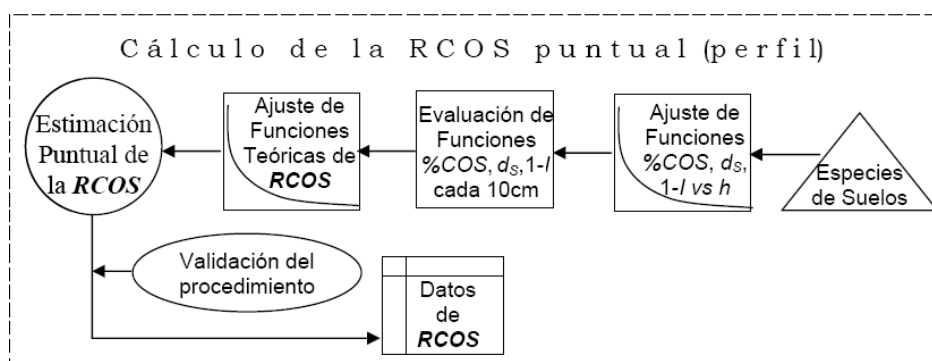 Cálculo de la RCOS puntual (perfil)
Estimación
Puntual de
la RCOS
Ajuste de
Funciones
Teóricas de
RCOS
Evaluación de
Funciones
%COS, dS, 1-I
cada 10cm
Ajuste de
Funciones
%COS, dS,
1-I vs h
Especies
de Suelos
Validación del
procedimiento
Datos
de
RCOS